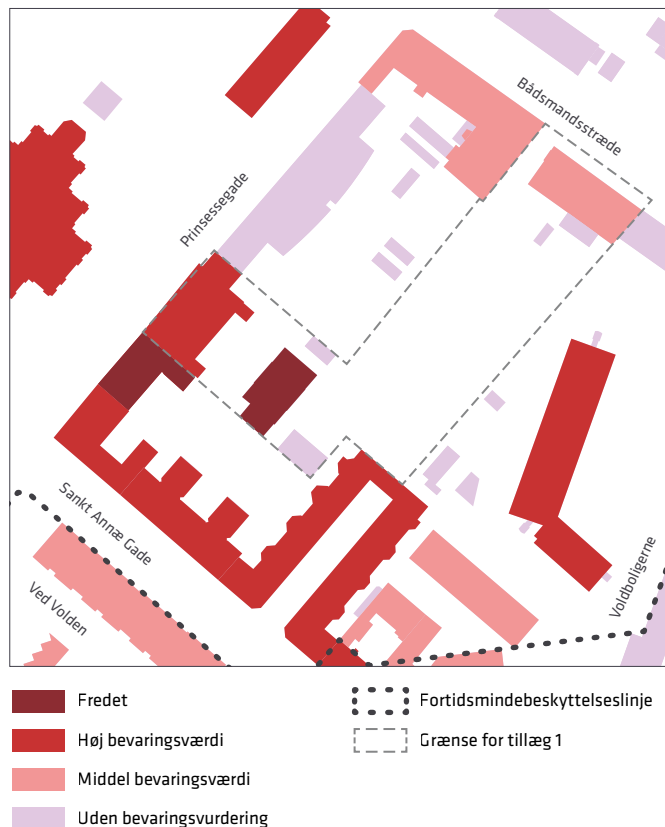 Bådsmandsstræde
Prinsessegade
Sankt Annæ Gade
Ved Volden
Voldboligerne
Fredet
Høj bevaringsværdi
Middel bevaringsværdi
Uden bevaringsvurdering
Fortidsmindebeskyttelseslinje
Grænse for tillæg 1